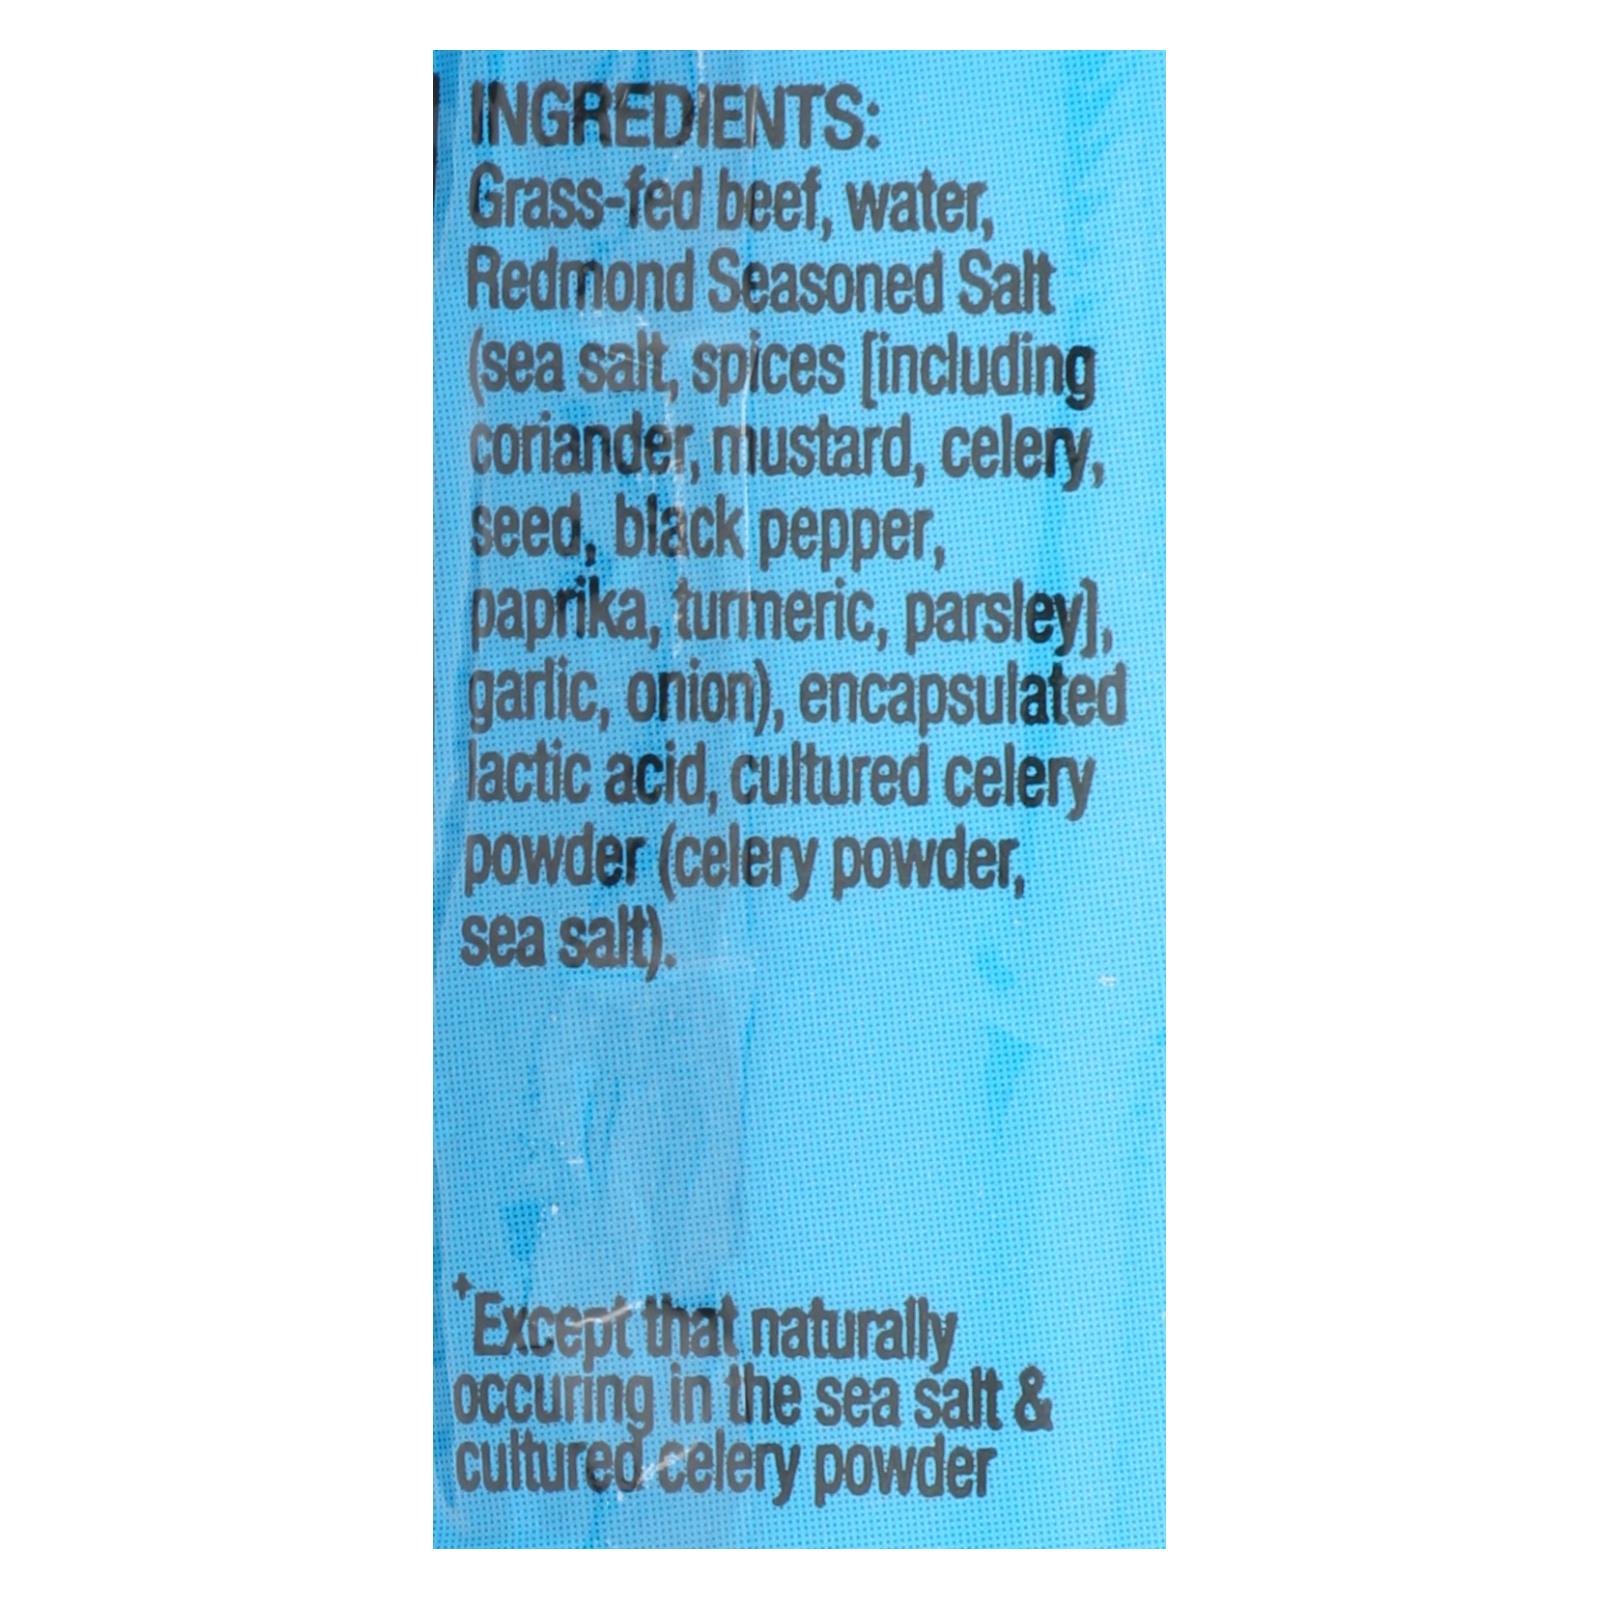 INGREDIENTS:
Grass-fed beef, water,
Redmond Seasoned Salt
(sea salt, spices [including
coriander, mustard, celery,
seed, black pepper,
paprika, turmeric, parsley],
garlic, onion), encapsulated
lactic acid, cultured celery
powder (celery powder,
sea salt).
+Except that naturally
occuring in the sea salt &
cultured celery powder